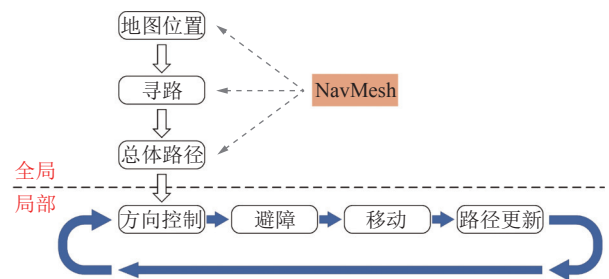 地图位置
寻路
NavMesh
总体路径
全局
局部
方向控制
避障
移动
路径更新